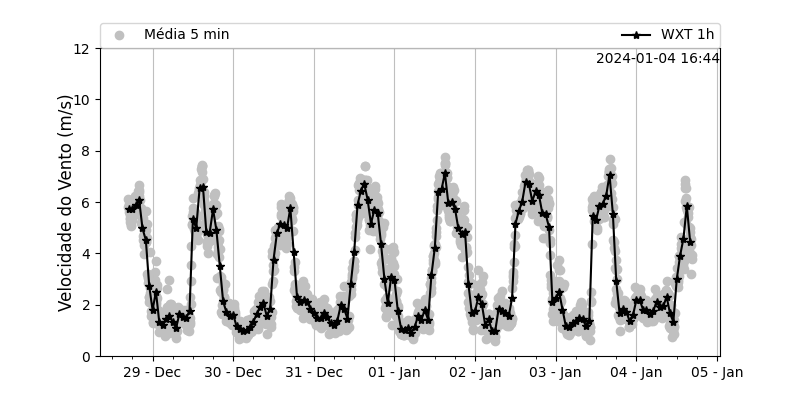 Média 5 min
WXT 1h
2024-01-04 16:44
12
10
8
6
4
2
0
Velocidade do Vento (m/s)
29 - Dec
30 - Dec
31 - Dec
01 - Jan
02 - Jan
03 - Jan
04 - Jan
05 - Jan